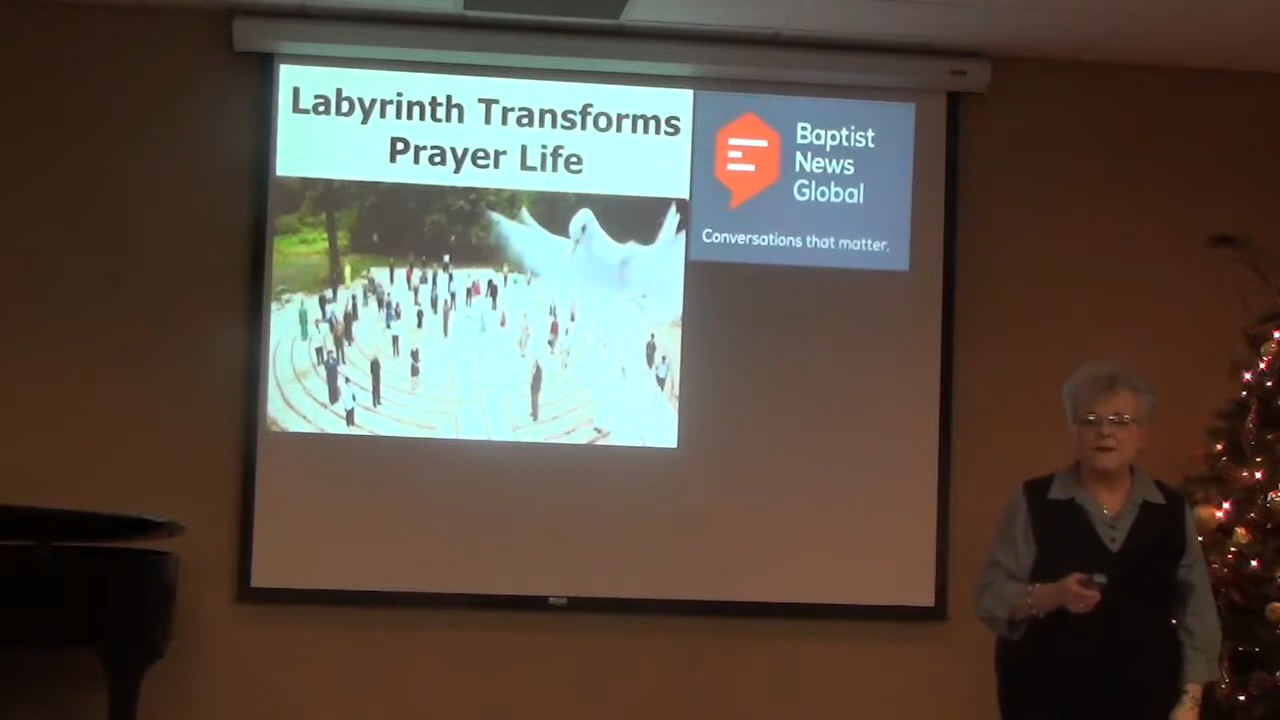 Labyrinth Transforms
Prayer Life
Baptist
News
Global
Conversations that matter.